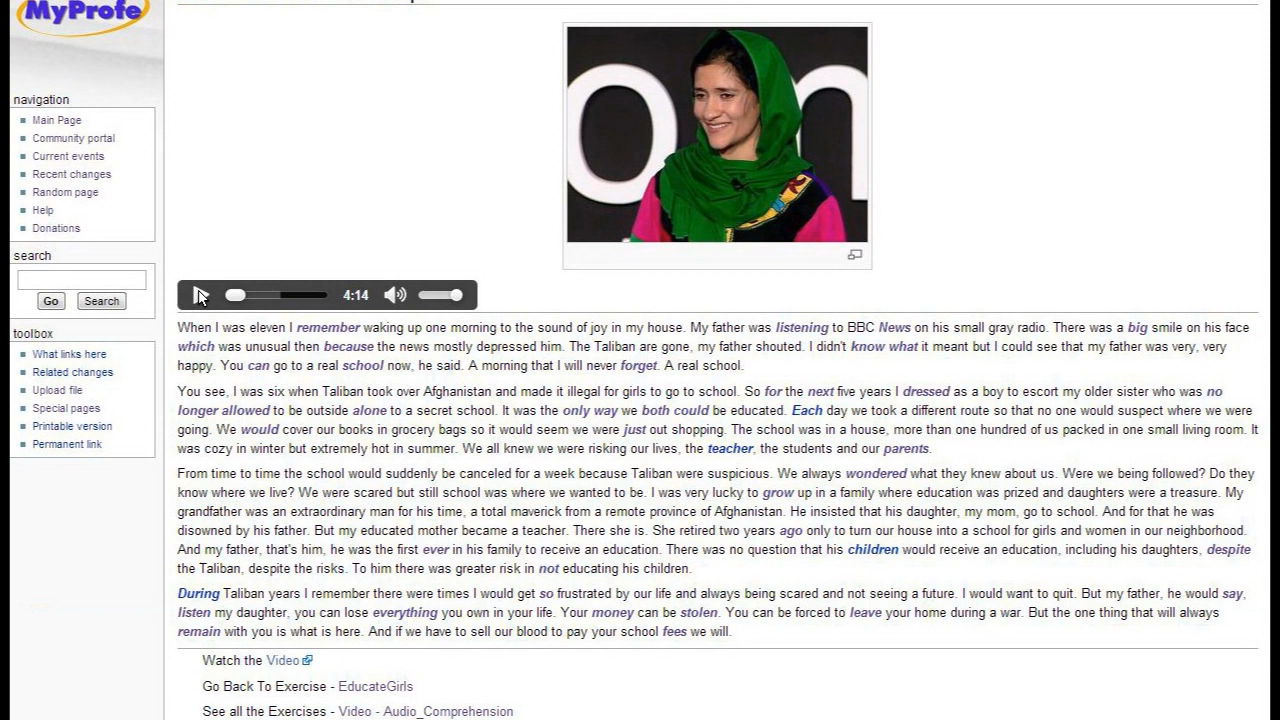 MyProfe
navigation
Main Page
Community portal
Current events
Recent changes
Random page
Help
Donations
search
Go Search
toolbox
What links here
Related changes
Upload file
Special pages
Printable version
Permanent link
o m
4:14
When I was eleven I remember waking up one morning to the sound of joy in my house. My father was listening to BBC News on his small gray radio. There was a big smile on his face
which was unusual then because the news mostly depressed him. The Taliban are gone, my father shouted. I didn't know what it meant but I could see that my father was very, very
happy. You can go to a real school now, he said. A morning that I will never forget. A real school.
You see, I was six when Taliban took over Afghanistan and made it illegal for girls to go to school. So for the next five years I dressed as a boy to escort my older sister who was no
longer allowed to be outside alone to a secret school. It was the only way we both could be educated. Each day we took a different route so that no one would suspect where we were
going. We would cover our books in grocery bags so it would seem we were just out shopping. The school was in a house, more than one hundred of us packed in one small living room. It
was cozy in winter but extremely hot in summer. We all knew we were risking our lives, the teacher, the students and our parents.
From time to time the school would suddenly be canceled for a week because Taliban were suspicious. We always wondered what they knew about us. Were we being followed? Do they
know where we live? We were scared but still school was where we wanted to be. I was very lucky to grow up in a family where education was prized and daughters were a treasure. My
grandfather was an extraordinary man for his time, a total maverick from a remote province of Afghanistan. He insisted that his daughter, my mom, go to school. And for that he was
disowned by his father. But my educated mother became a teacher. There she is. She retired two years ago only to turn our house into a school for girls and women in our neighborhood.
And my father, that's him, he was the first ever in his family to receive an education. There was no question that his children would receive an education, including his daughters, despite
the Taliban, despite the risks. To him there was greater risk in not educating his children.
During Taliban years I remember there were times I would get so frustrated by our life and always being scared and not seeing a future. I would want to quit. But my father, he would say,
listen my daughter, you can lose everything you own in your life. Your money can be stolen. You can be forced to leave your home during a war. But the one thing that will always
remain with you is what is here. And if we have to sell our blood to pay your school fees we will.
Watch the Video
Go Back To Exercise - EducateGirls
See all the Exercises - Video - Audio_Comprehension